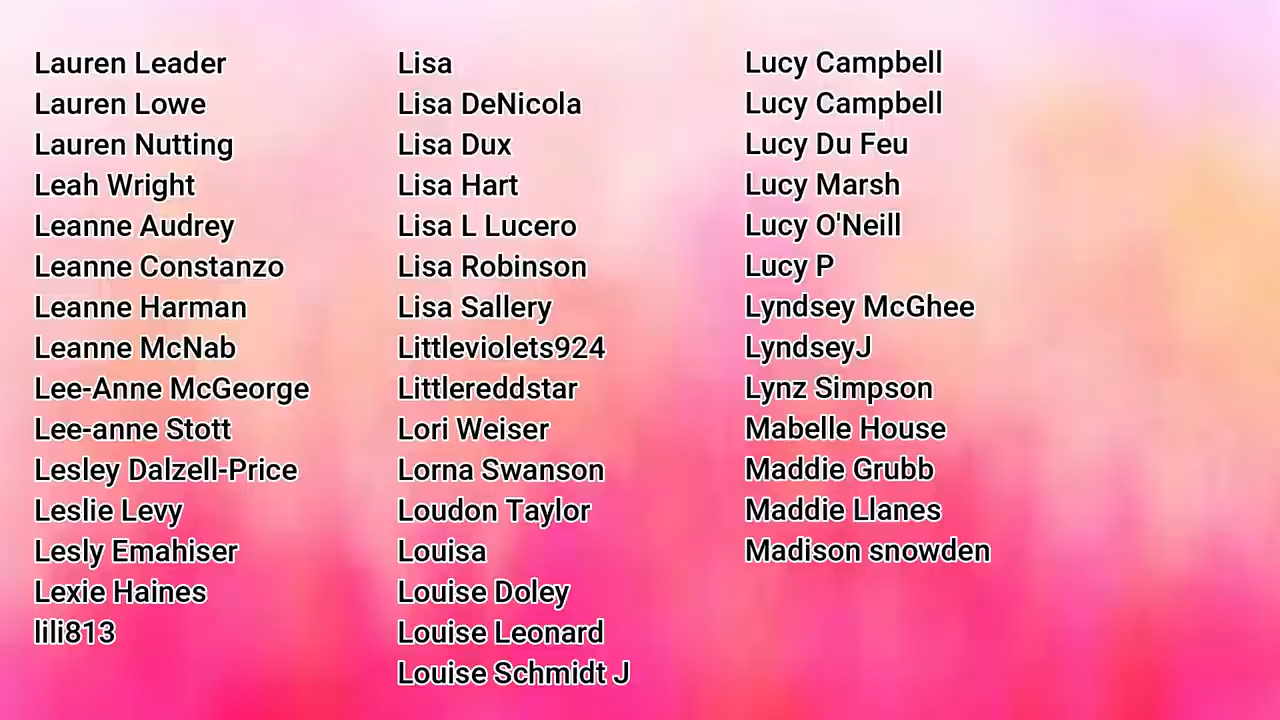 Lauren Leader
Lauren Lowe
Lauren Nutting
Leah Wright
Leanne Audrey
Leanne Constanzo
Leanne Harman
Leanne McNab
Lee-Anne McGeorge
Lee-anne Stott
Lesley Dalzell-Price
Leslie Levy
Lesly Emahiser
Lexie Haines
lili813
Lisa
Lisa DeNicola
Lisa Dux
Lisa Hart
Lisa L Lucero
Lisa Robinson
Lisa Sallery
Littleviolets924
Littlereddstar
Lori Weiser
Lorna Swanson
Loudon Taylor
Louisa
Louise Doley
Louise Leonard
Louise Schmidt J
Lucy Campbell
Lucy Campbell
Lucy Du Feu
Lucy Marsh
Lucy O'Neill
Lucy P
Lyndsey McGhee
LyndseyJ
Lynz Simpson
Mabelle House
Maddie Grubb
Maddie Llanes
Madison snowden